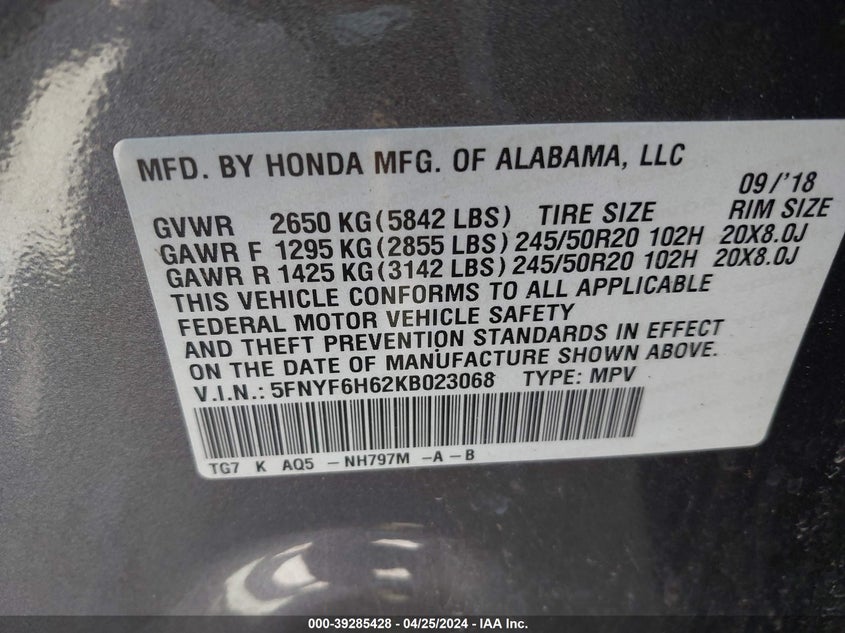 MFD. BY HONDA MFG. OF ALABAMA, LLC
09/'18
GVWR 2650 KG (5842 LBS) TIRE SIZE RIM SIZE
GAWR F 1295 KG (2855 LBS) 245/50R20 102H 20X8.0J
GAWR R 1425 KG (3142 LBS) 245/50R20 102H 20X8.0J
THIS VEHICLE CONFORMS TO ALL APPLICABLE
FEDERAL MOTOR VEHICLE SAFETY
AND THEFT PREVENTION STANDARDS IN EFFECT
ON THE DATE OF MANUFACTURE SHOWN ABOVE.
V.I.N.: 5FNYF6H62KB023068 TYPE: MPV
TG7 K AQ5 – NH797M – A – B
000-39285428 - 04/25/2024 - IAA Inc.